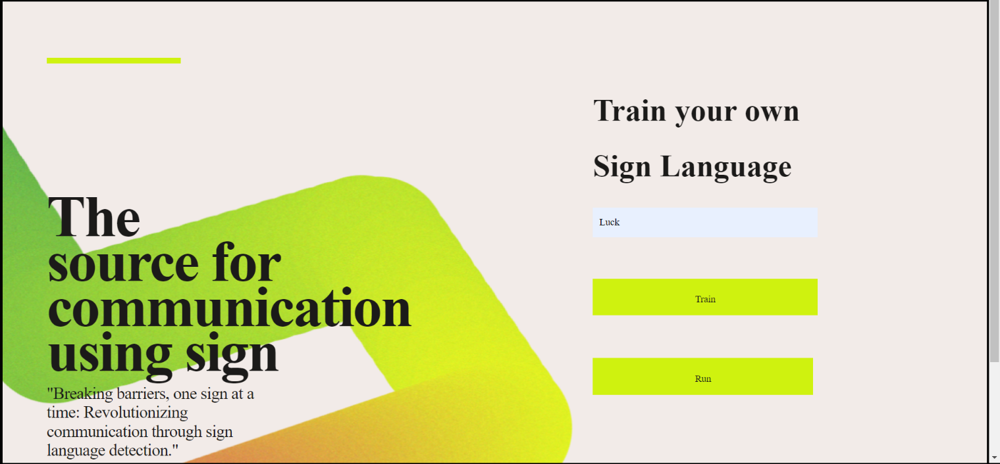 The
source for
communication
using sign
"Breaking barriers, one sign at a
time: Revolutionizing
communication through sign
language detection."
Train your own
Sign Language
Luck
Train
Run